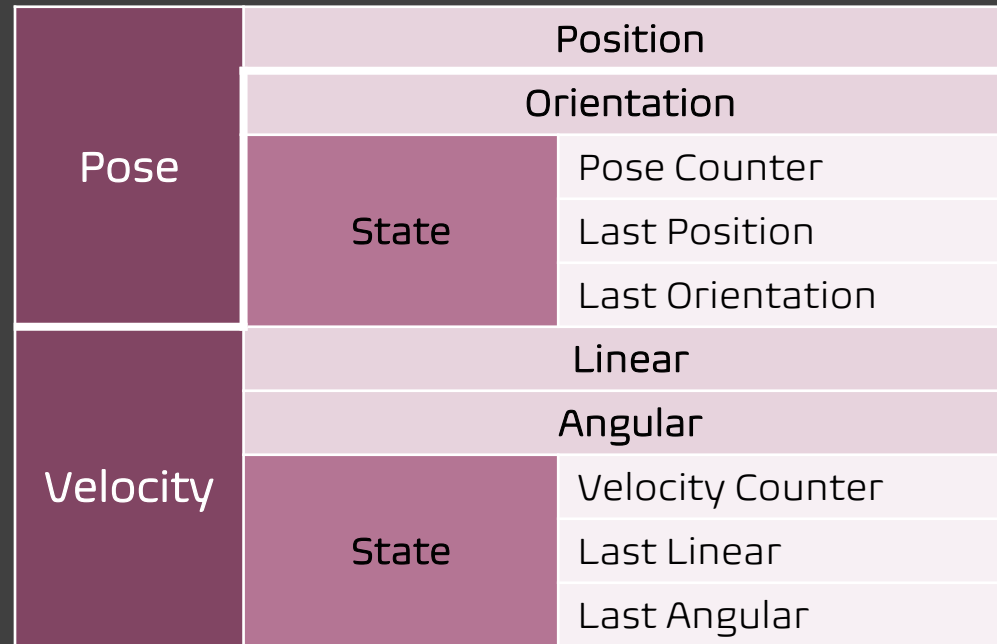 Pose
Position
Orientation
State
Pose Counter
Last Position
Last Orientation
Velocity
Linear
Angular
State
Velocity Counter
Last Linear
Last Angular